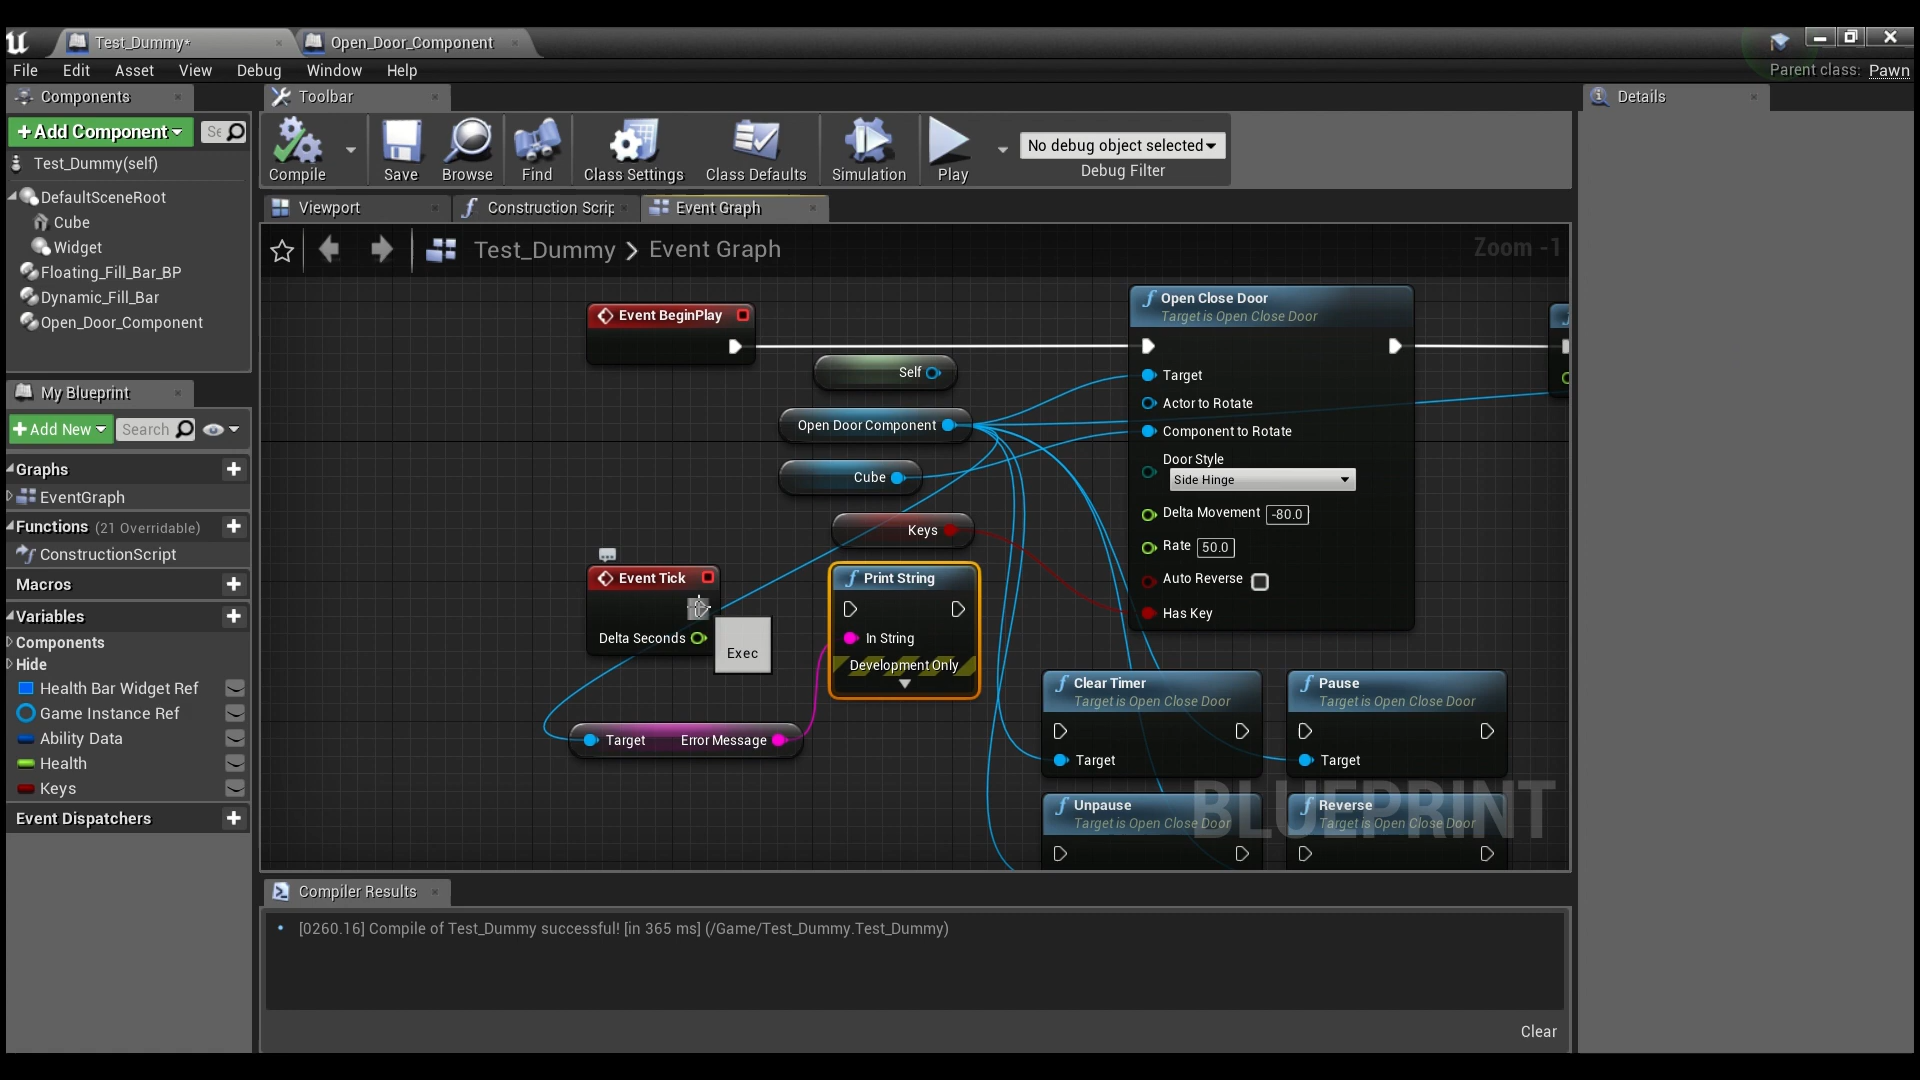 Test_Dummy*
Open_Door_Component
File Edit Asset View Debug Window Help
Parent class: Pawn
Components
Toolbar
Details
+Add Component
Se
Test_Dummy(self)
DefaultSceneRoot
Cube
Widget
Floating_Fill_Bar_BP
Dynamic_Fill_Bar
Open_Door_Component
Compile
Save
Browse
Find
Class Settings
Class Defaults
Simulation
Play
No debug object selected
Debug Filter
Viewport
Construction Scrip
Event Graph
Test_Dummy > Event Graph
Zoom -1
My Blueprint
+Add New
Search
Graphs
EventGraph
Functions (21 Overridable)
ConstructionScript
Macros
Variables
Components
Hide
Health Bar Widget Ref
Game Instance Ref
Ability Data
Health
Keys
Event Dispatchers
Event BeginPlay
Self
Open Door Component
Cube
Keys
Event Tick
Delta Seconds
Exec
Print String
In String
Development Only
Target Error Message
Open Close Door
Target is Open Close Door
Target
Actor to Rotate
Component to Rotate
Door Style
Side Hinge
Delta Movement -80.0
Rate 50.0
Auto Reverse
Has Key
Clear Timer
Target is Open Close Door
Target
Pause
Target is Open Close Door
Target
Unpause
Target is Open Close Door
Reverse
Target is Open Close Door
BLUEPRINT
Compiler Results
[0260.16] Compile of Test_Dummy successful! [in 365 ms] (/Game/Test_Dummy.Test_Dummy)
Clear